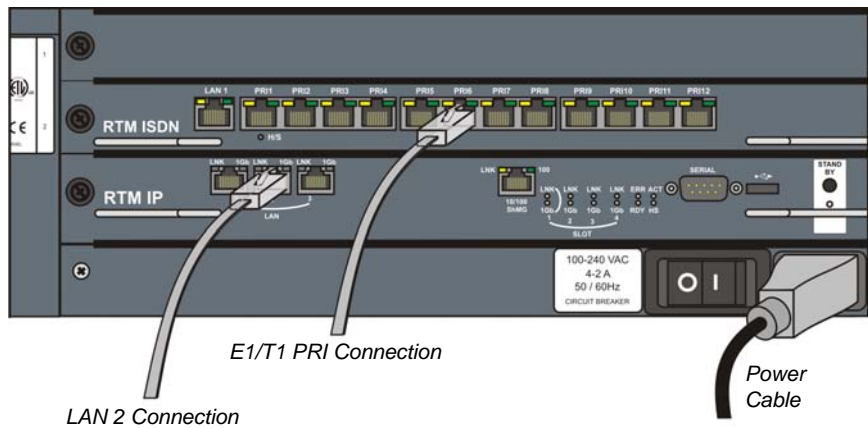 1
2
LAN 1 PRI1 PRI2 PRI3 PRI4 PRI5 PRI6 PRI7 PRI8 PRI9 PRI10 PRI11 PRI12
RTM ISDN
H/S
RTM IP
LNK 1Gb LNK 1Gb LNK 1Gb
LAN
3
LNK 100
10/100
ShMG
LNK LNK LNK LNK ERR ACT
1Gb 1Gb 1Gb 1Gb RDY HS
1 2 3 4
SLOT
SERIAL
STAND
BY
100-240 VAC
4-2 A
50 / 60Hz
CIRCUIT BREAKER
O I
E1/T1 PRI Connection
LAN 2 Connection
Power
Cable